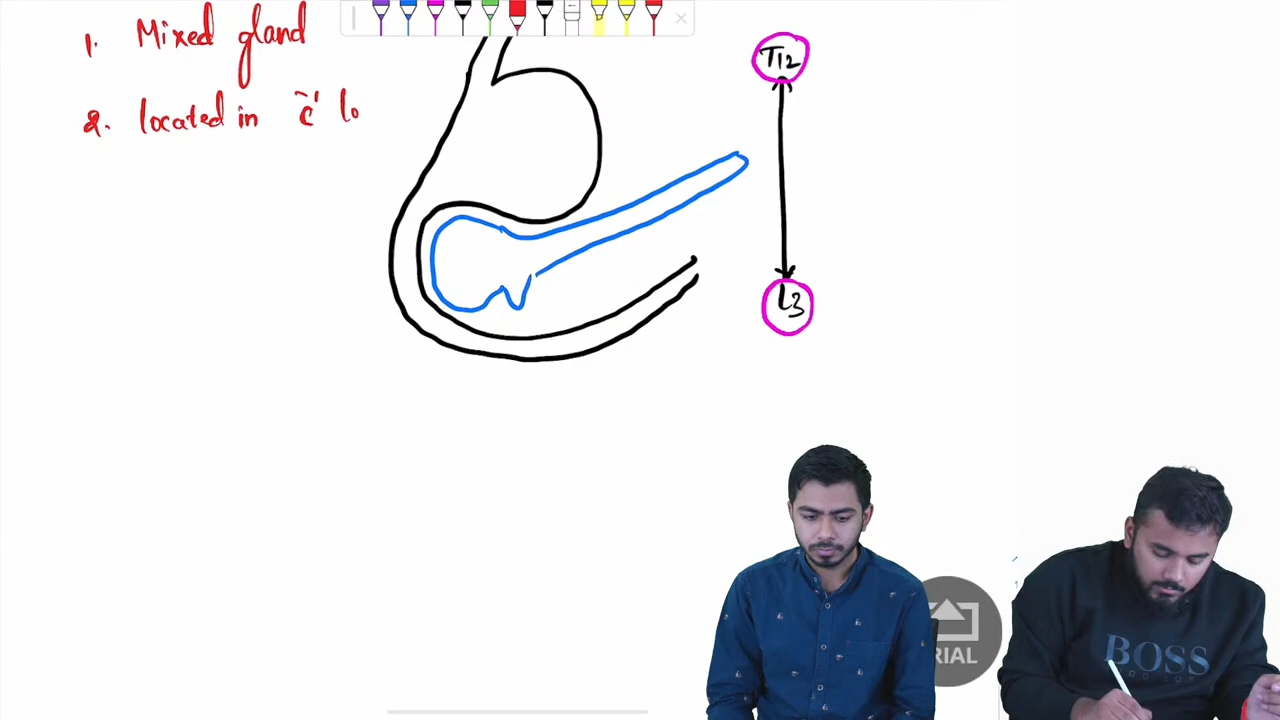 1. Mixed gland
2. located in 'c' lo
T12
L3
BOSS
RIAL